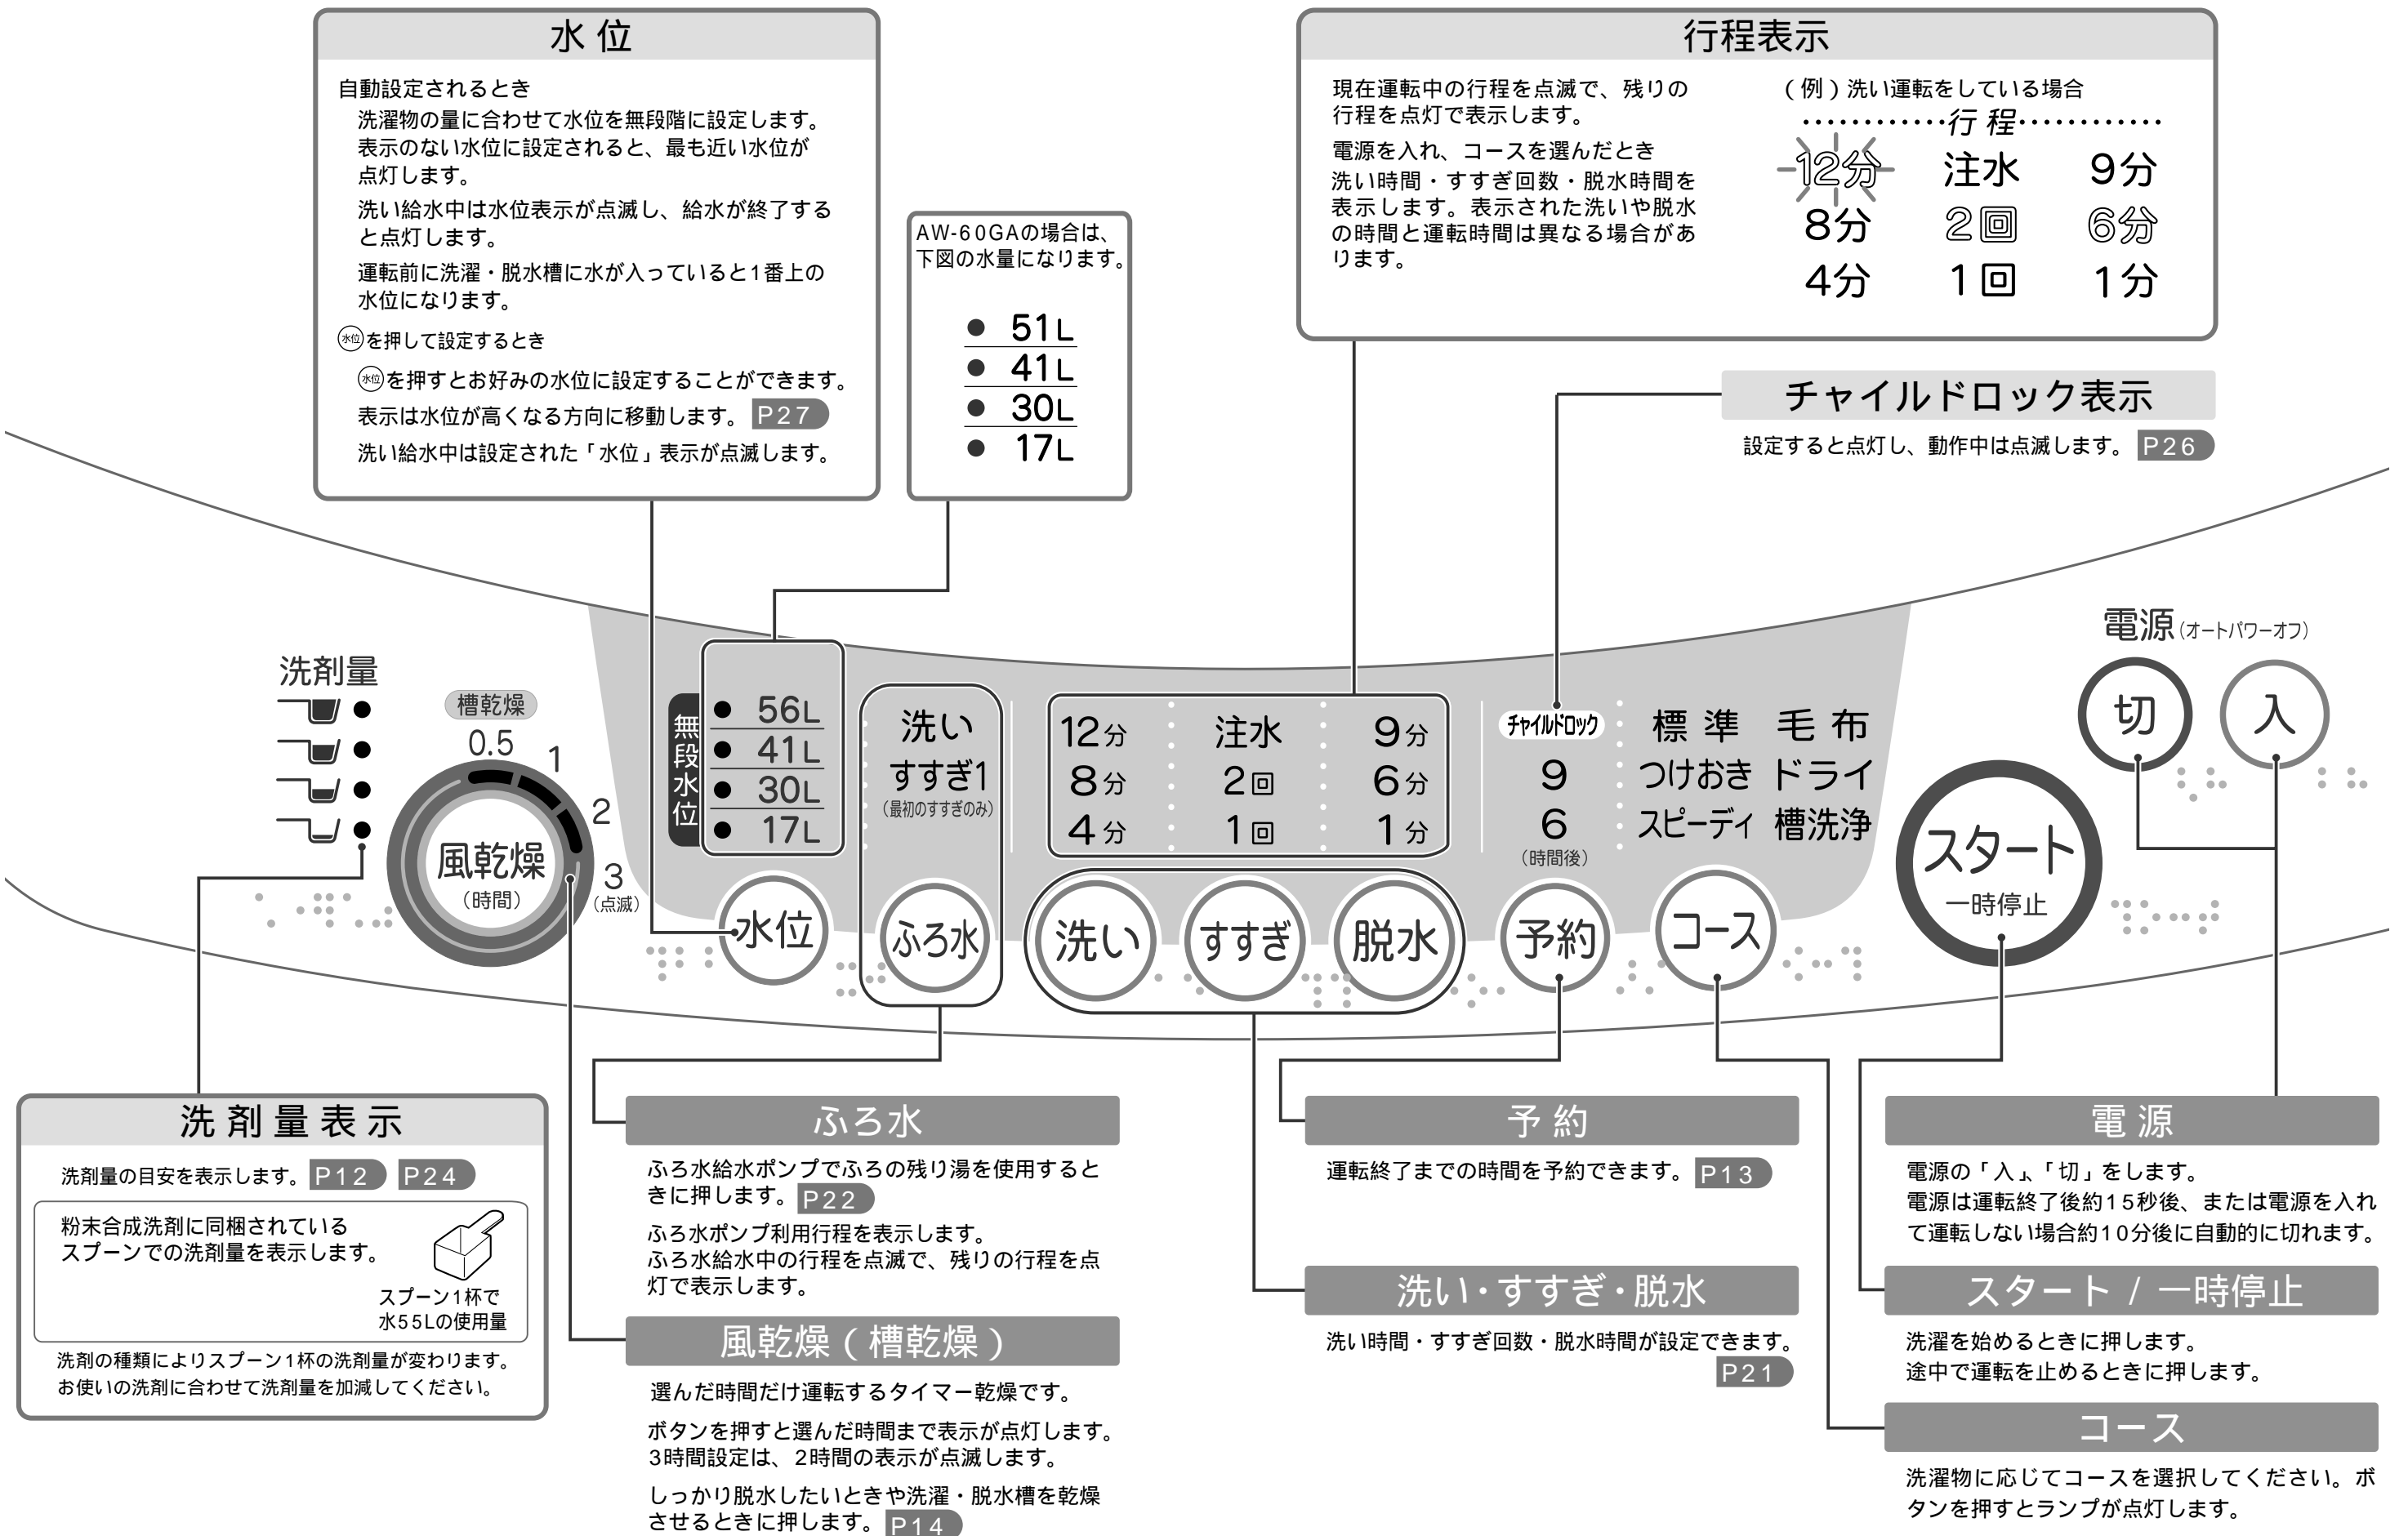 水位
自動設定されるとき
洗濯物の量に合わせて水位を無段階に設定します。
表示のない水位に設定されると、最も近い水位が
点灯します。
洗い給水中は水位表示が点滅し、給水が終了する
と点灯します。
運転前に洗濯・脱水槽に水が入っていると1番上の
水位になります。
水位を押して設定するとき
水位を押すとお好みの水位に設定することができます。
表示は水位が高くなる方向に移動します。 P27
洗い給水中は設定された「水位」表示が点滅します。
AW-60GAの場合は、
下図の水量になります。
51L
41L
30L
17L
行程表示
現在運転中の行程を点滅で、残りの
行程を点灯で表示します。
電源を入れ、コースを選んだとき
洗い時間・すすぎ回数・脱水時間を
表示します。表示された洗いや脱水
の時間と運転時間は異なる場合があ
ります。
(例)洗い運転をしている場合
行程
12分 注水 9分
8分 2回 6分
4分 1回 1分
チャイルドロック表示
設定すると点灯し、動作中は点滅します。 P26
洗剤量
槽乾燥
0.5
1
2
3
(点滅)
風乾燥
(時間)
無段水位
56L
41L
30L
17L
水位
洗い
すすぎ1
(最初のすすぎのみ)
ふろ水
12分 注水 9分
8分 2回 6分
4分 1回 1分
洗い すすぎ 脱水
チャイルドロック
9
6
(時間後)
予約
標準 毛布
つけおき ドライ
スピーディ 槽洗浄
コース
スタート
一時停止
電源(オートパワーオフ)
切 入
洗剤量表示
洗剤量の目安を表示します。 P12 P24
粉末合成洗剤に同梱されている
スプーンでの洗剤量を表示します。
スプーン1杯で
水55Lの使用量
洗剤の種類によりスプーン1杯の洗剤量が変わります。
お使いの洗剤に合わせて洗剤量を加減してください。
ふろ水
ふろ水給水ポンプでふろの残り湯を使用すると
きに押します。 P22
ふろ水ポンプ利用行程を表示します。
ふろ水給水中の行程を点滅で、残りの行程を点
灯で表示します。
風乾燥(槽乾燥)
選んだ時間だけ運転するタイマー乾燥です。
ボタンを押すと選んだ時間まで表示が点灯します。
3時間設定は、2時間の表示が点滅します。
しっかり脱水したいときや洗濯・脱水槽を乾燥
させるときに押します。 P14
予約
運転終了までの時間を予約できます。 P13
洗い・すすぎ・脱水
洗い時間・すすぎ回数・脱水時間が設定できます。
P21
電源
電源の「入」、「切」をします。
電源は運転終了後約15秒後、または電源を入れ
て運転しない場合約10分後に自動的に切れます。
スタート / 一時停止
洗濯を始めるときに押します。
途中で運転を止めるときに押します。
コース
洗濯物に応じてコースを選択してください。ボ
タンを押すとランプが点灯します。